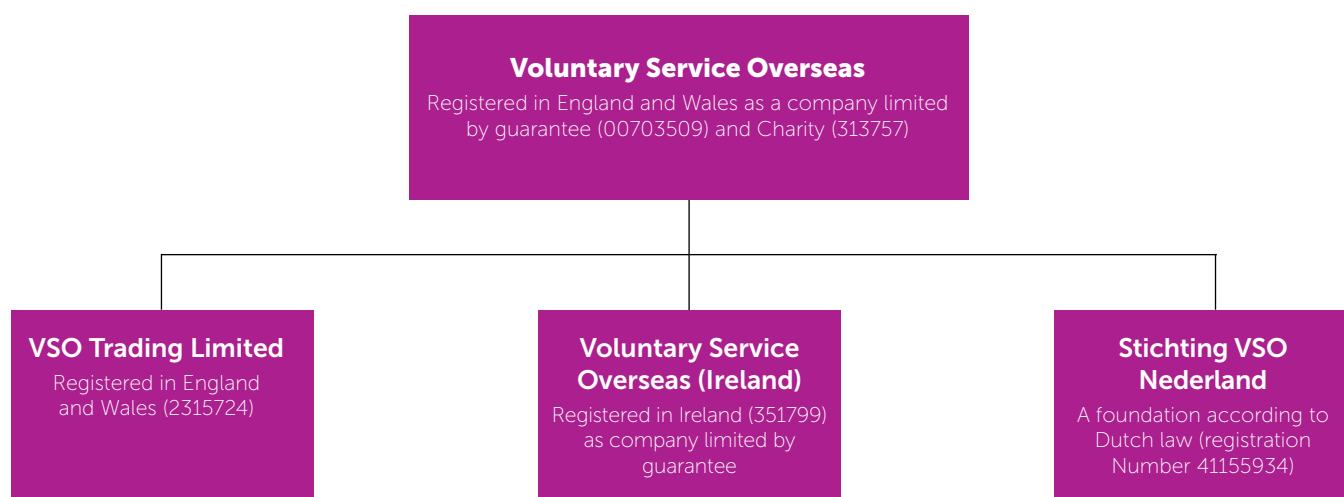 Voluntary Service Overseas
Registered in England and Wales as a company limited
by guarantee (00703509) and Charity (313757)
VSO Trading Limited
Registered in England
and Wales (2315724)
Voluntary Service
Overseas (Ireland)
Registered in Ireland (351799)
as company limited by
guarantee
Stichting VSO
Nederland
A foundation according to
Dutch law (registration
Number 41155934)